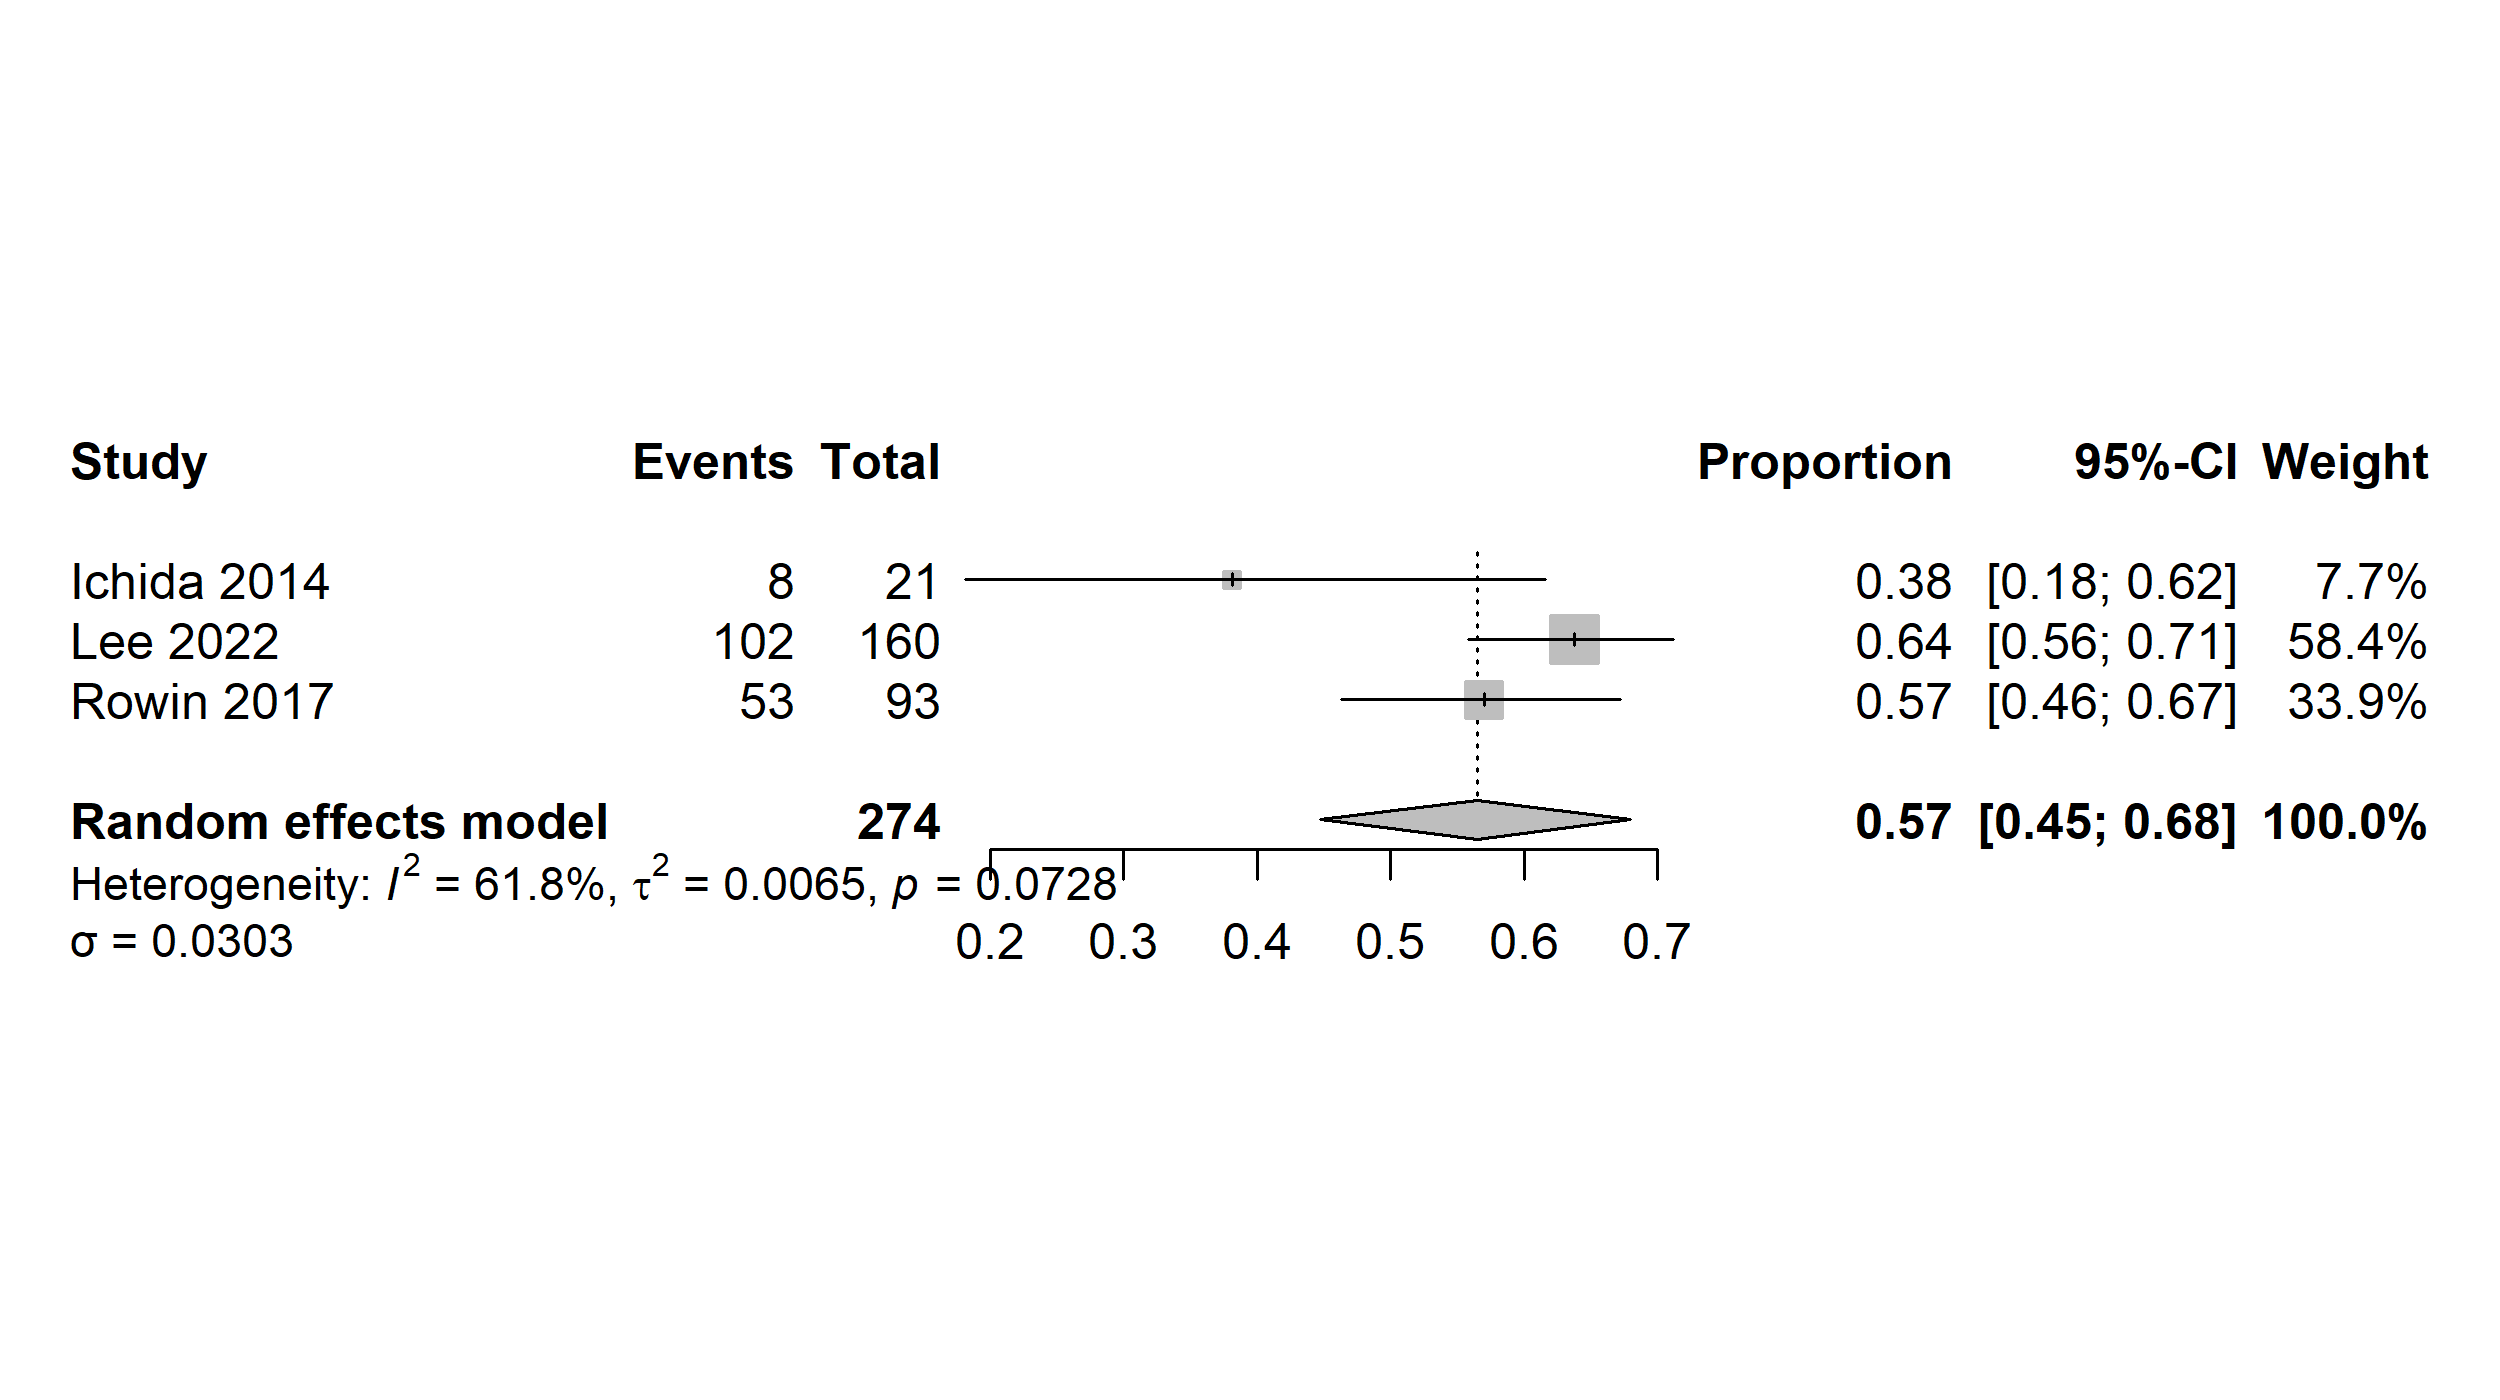 Study Events Total Proportion 95%-CI Weight
Ichida 2014 8 21 0.38 [0.18; 0.62] 7.7%
Lee 2022 102 160 0.64 [0.56; 0.71] 58.4%
Rowin 2017 53 93 0.57 [0.46; 0.67] 33.9%
Random effects model 274 0.57 [0.45; 0.68] 100.0%
Heterogeneity: I² = 61.8%, τ² = 0.0065, p = 0.0728
σ = 0.0303 0.2 0.3 0.4 0.5 0.6 0.7